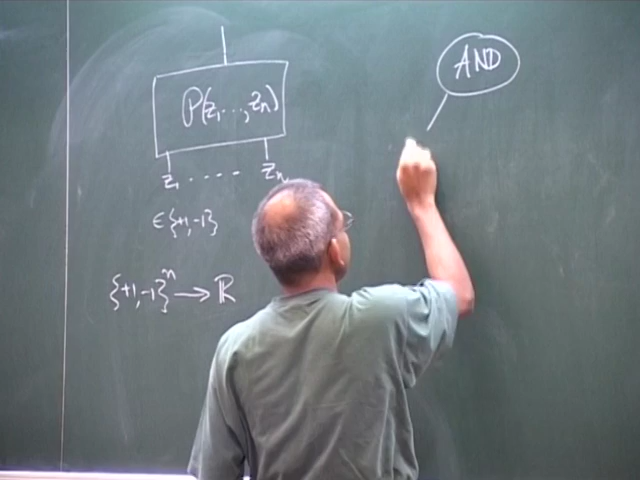 P(z₁...,zₙ)
z₁ .... zₙ
∈{+1,-1}
{+1,-1}ⁿ → ℝ
AND